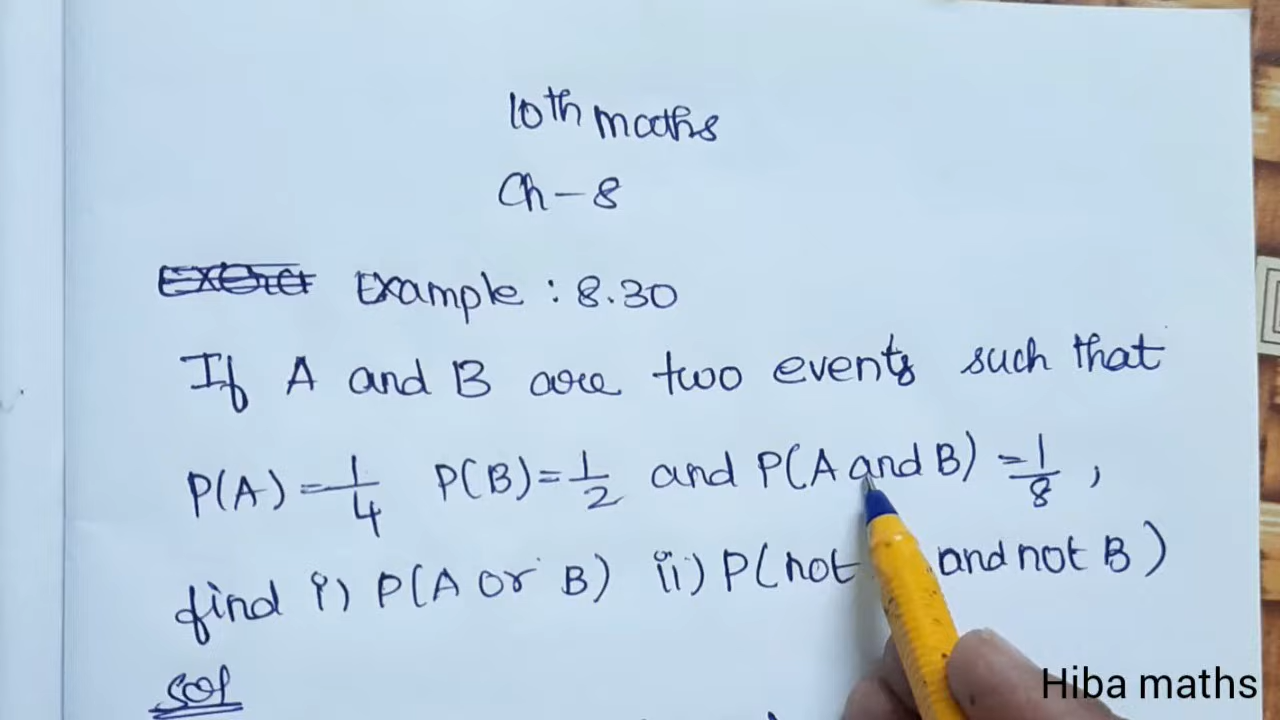 10th maths
Ch - 8
Example : 8.30
If A and B are two events such that
P(A) = 1/4 P(B) = 1/2 and P(A and B) = 1/8 ,
find i) P(A or B) ii) P(not and not B)
Sol
Hiba maths